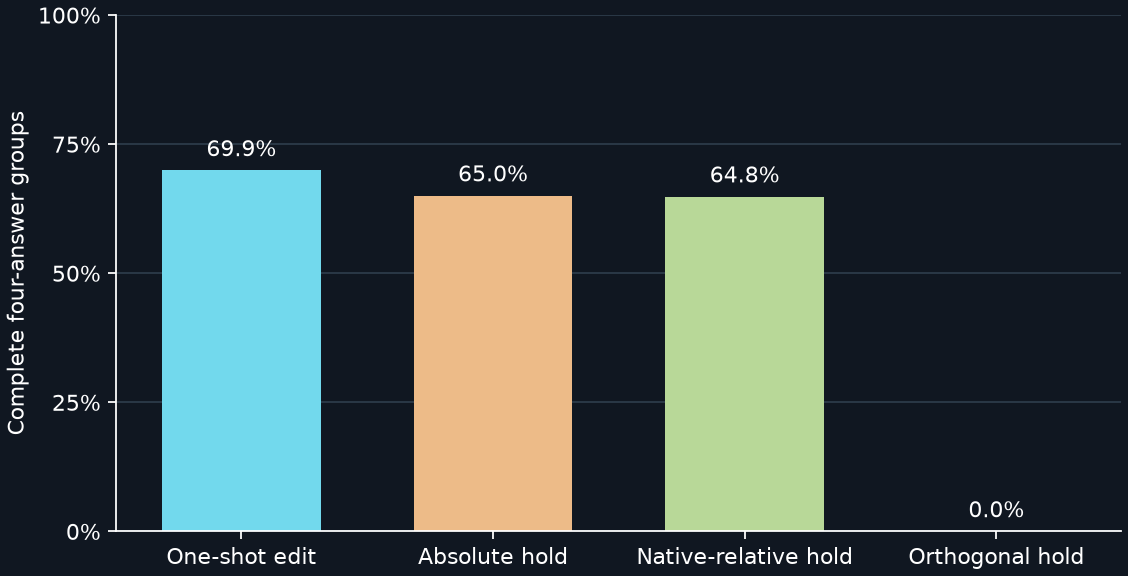 Complete four-answer groups
100%
75%
50%
25%
0%
69.9%
65.0%
64.8%
0.0%
One-shot edit
Absolute hold
Native-relative hold
Orthogonal hold